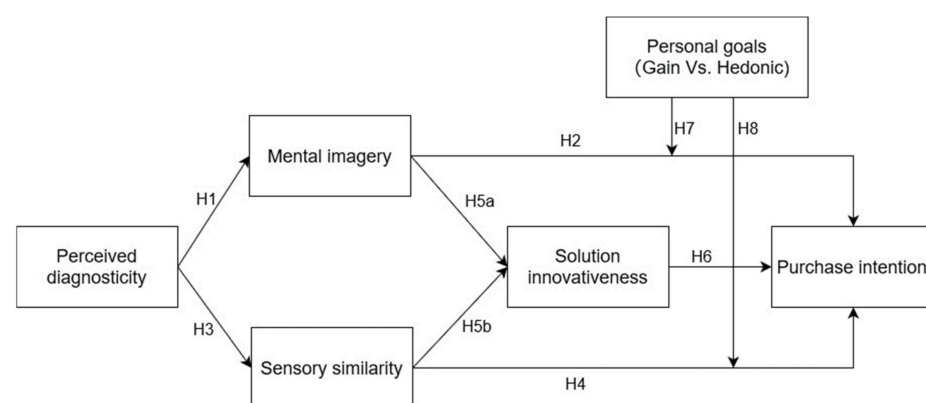 Personal goals
（Gain Vs. Hedonic)
H7
H8
H2
Mental imagery
H1
H5a
Perceived
diagnosticity
Solution
innovativeness
H6
Purchase intention
H3
H5b
Sensory similarity
H4